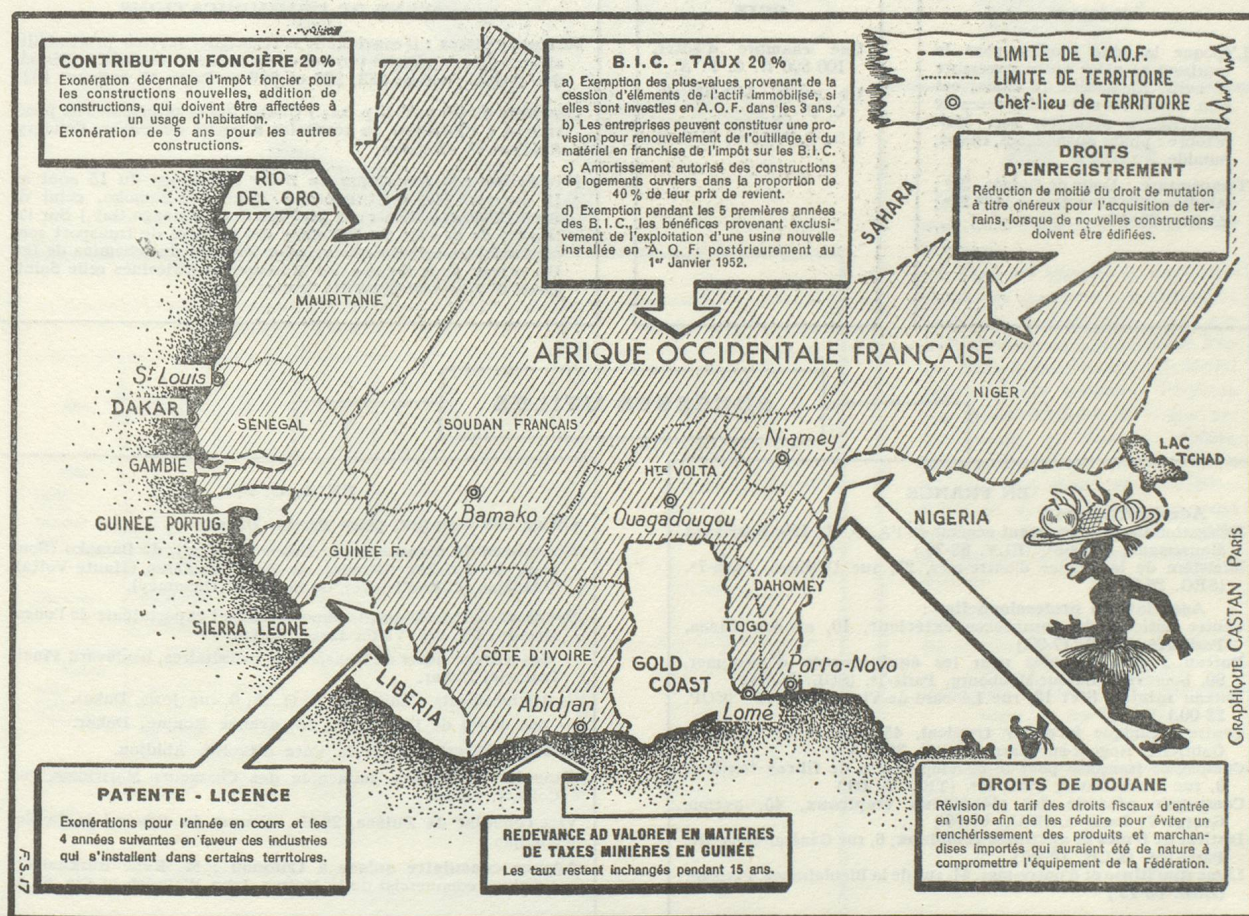 CONTRIBUTION FONCIÈRE 20%
Exonération décennale d'impôt foncier pour
les constructions nouvelles, addition de
constructions, qui doivent être affectées à
un usage d'habitation.
Exonération de 5 ans pour les autres
constructions.
B.I.C. - TAUX 20%
a) Exemption des plus-values provenant de la
cession d'éléments de l'actif immobilisé, si
elles sont investies en A.O.F. dans les 3 ans.
b) Les entreprises peuvent constituer une pro-
vision pour renouvellement de l'outillage et du
matériel en franchise de l'impôt sur les B.I.C.
c) Amortissement autorisé des constructions
de logements ouvriers dans la proportion de
40% de leur prix de revient.
d) Exemption pendant les 5 premières années
des B.I.C., les bénéfices provenant exclusi-
vement de l'exploitation d'une usine nouvelle
installée en A. O. F. postérieurement au
1er Janvier 1952.
LIMITE DE L'A.O.F.
LIMITE DE TERRITOIRE
Chef-lieu de TERRITOIRE
DROITS
D'ENREGISTREMENT
Réduction de moitié du droit de mutation
à titre onéreux pour l'acquisition de ter-
rains, lorsque de nouvelles constructions
doivent être édifiées.
RIO
DEL ORO
SAHARA
MAURITANIE
AFRIQUE OCCIDENTALE FRANÇAISE
St Louis
NIGER
DAKAR
SÉNÉGAL
SOUDAN FRANÇAIS
Niamey
LAC
TCHAD
GAMBIE
HTE VOLTA
Bamako
Ouagadougou
NIGERIA
GUINÉE PORTUG.
GUINÉE Fr.
DAHOMEY
SIERRA LEONE
TOGO
CÔTE D'IVOIRE
GOLD
COAST
Porto-Novo
LIBERIA
Abidjan
Lomé
PATENTE - LICENCE
Exonérations pour l'année en cours et les
4 années suivantes en faveur des industries
qui s'installent dans certains territoires.
REDEVANCE AD VALOREM EN MATIÈRES
DE TAXES MINIÈRES EN GUINÉE
Les taux restant inchangés pendant 15 ans.
DROITS DE DOUANE
Révision du tarif des droits fiscaux d'entrée
en 1950 afin de les réduire pour éviter un
renchérissement des produits et marchan-
dises importés qui auraient été de nature à
compromettre l'équipement de la Fédération.
F.S.17
GRAPHIQUE CASTAN PARIS